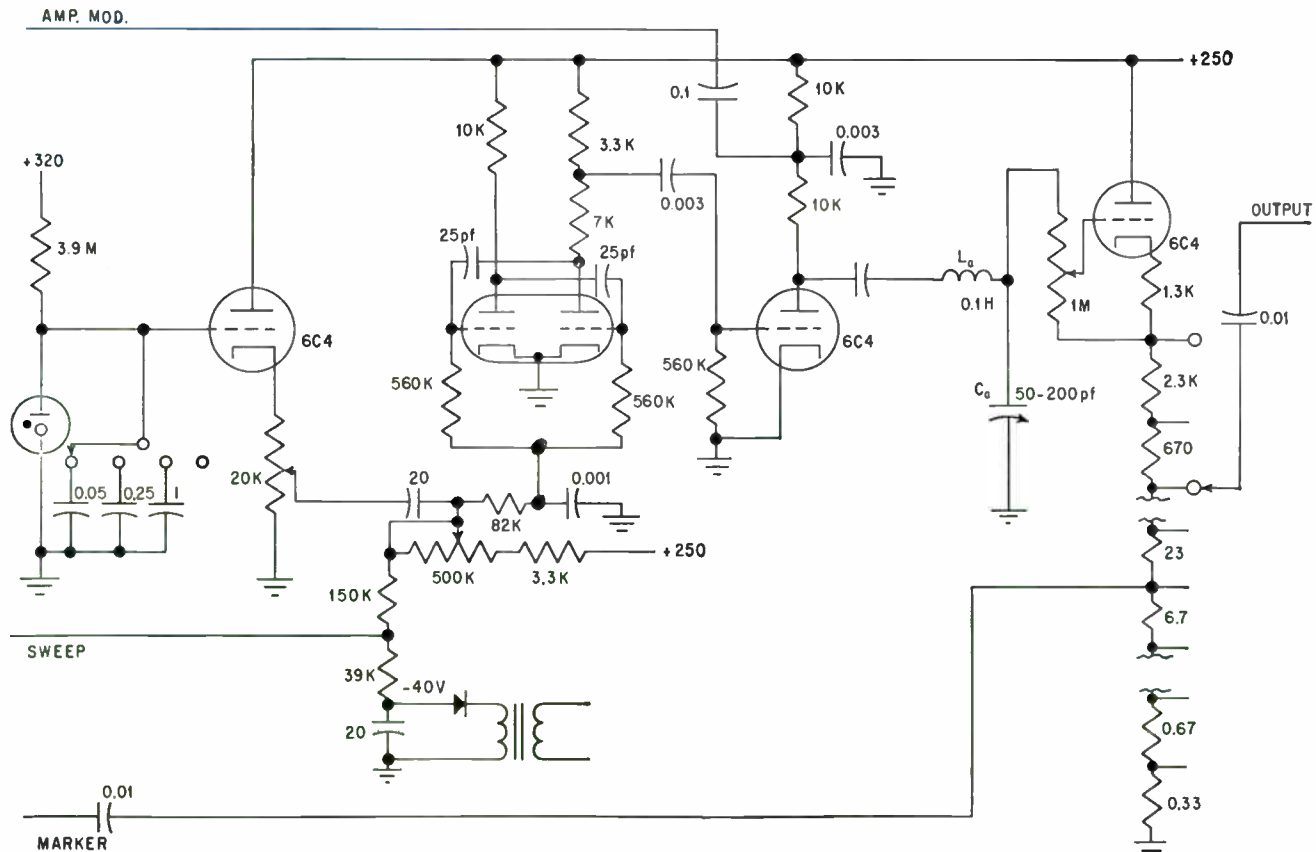 AMP. MOD.
+250
10K
0.1
10K
3.3K
0.003
+320
0.003
10K
7K
OUTPUT
3.9M
25pf
25pf
6C4
La
0.1H
1M
1.3K
0.01
6C4
6C4
560K
560K
560K
2.3K
Ca
50-200pf
670
0.05
0.25
1
20K
20
0.001
82K
+250
500K
3.3K
23
150K
6.7
SWEEP
39K
-40V
20
0.67
0.33
0.01
MARKER